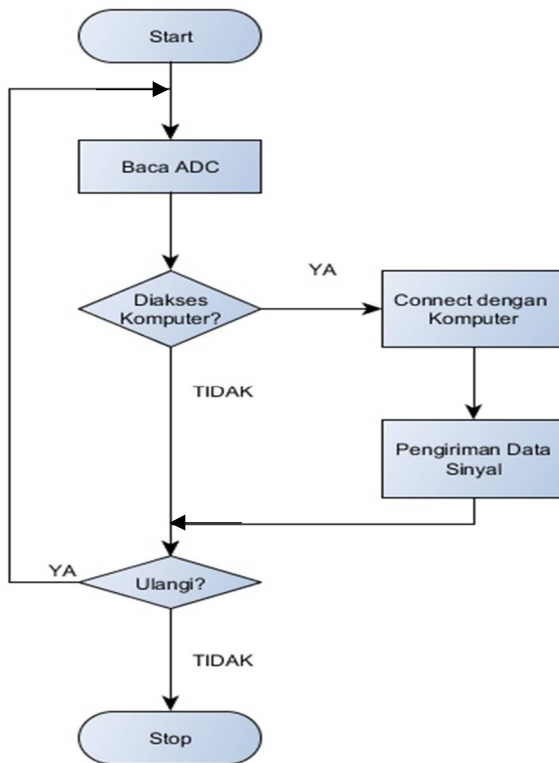 Start
Baca ADC
Diakses
Komputer?
YA
Connect dengan
Komputer
TIDAK
Pengiriman Data
Sinyal
YA
Ulangi?
TIDAK
Stop